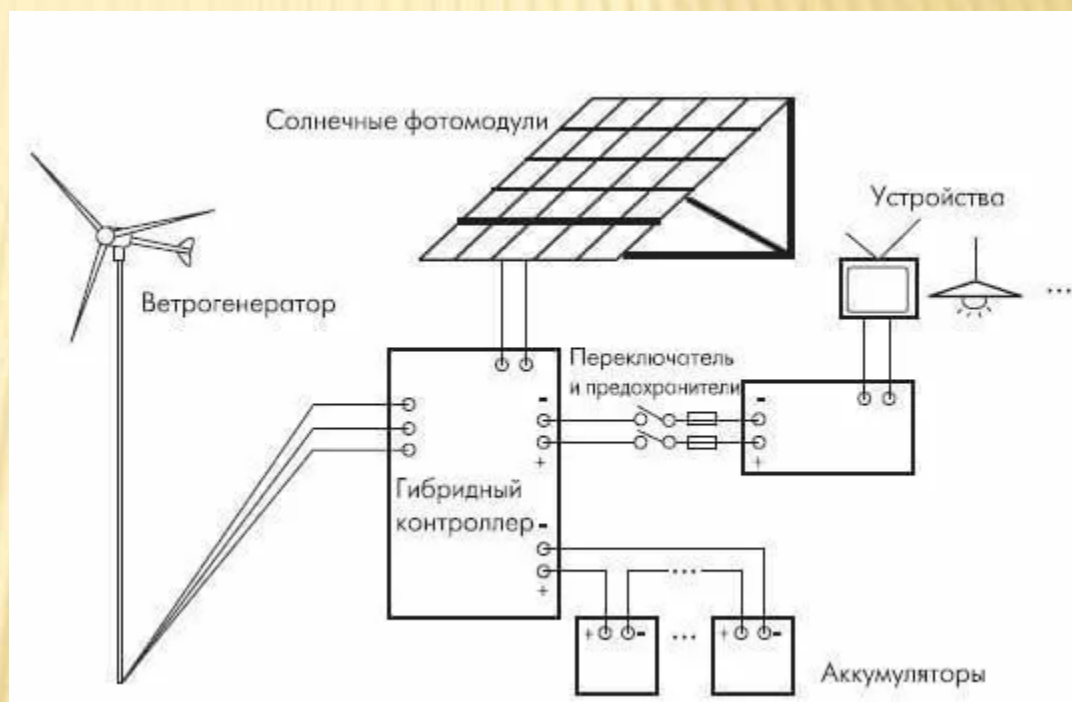 Солнечные фотомодули
Устройства
...
Ветрогенератор
Переключатель
и предохранители
-
+
-
+
Гибридный
контроллер
-
+
...
+ - ... + -
Аккумуляторы